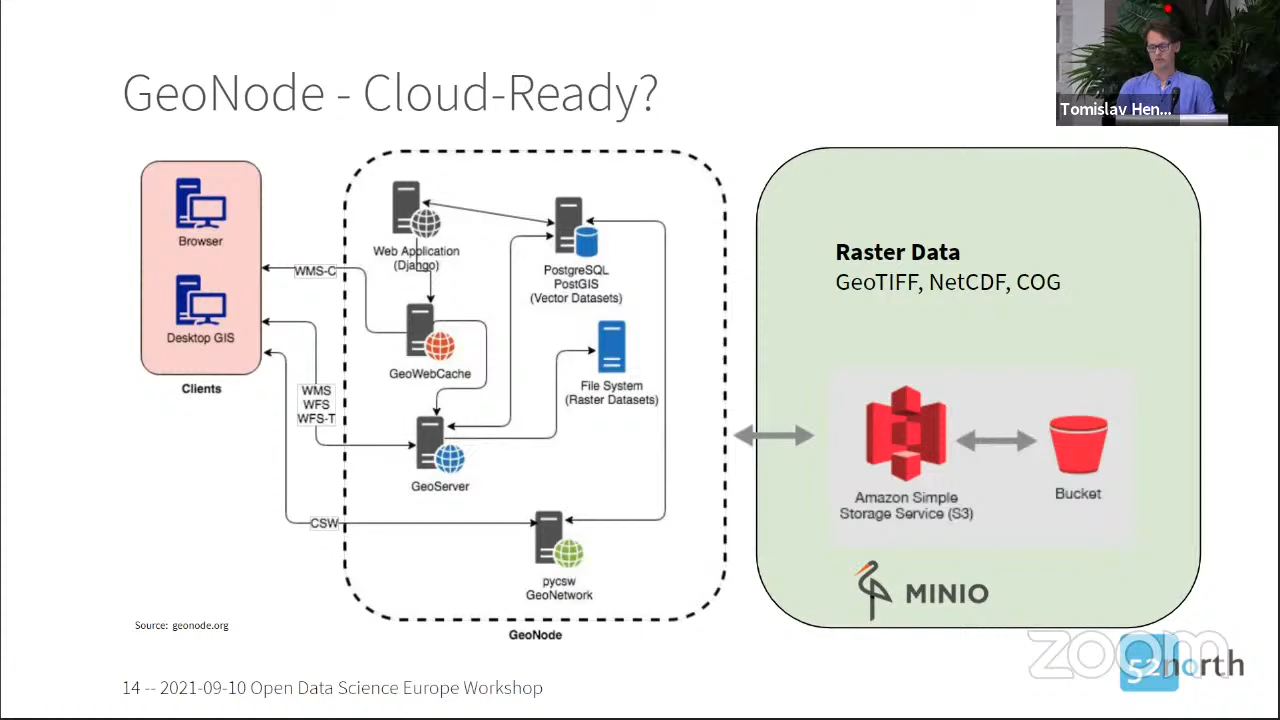 GeoNode - Cloud-Ready?
Tomislav Hen...
Browser
Desktop GIS
Clients
WMS-C
WMS
WFS
WFS-T
CSW
Web Application
(Django)
GeoWebCache
GeoServer
PostgreSQL
PostGIS
(Vector Datasets)
File System
(Raster Datasets)
pycsw
GeoNetwork
GeoNode
Raster Data
GeoTIFF, NetCDF, COG
Amazon Simple
Storage Service (S3)
Bucket
MINIO
Source: geonode.org
zoom
52north
14 -- 2021-09-10 Open Data Science Europe Workshop